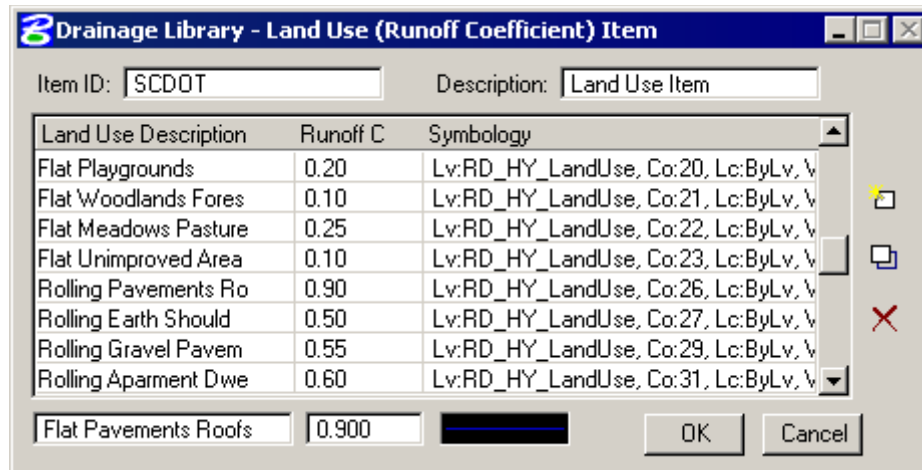 Drainage Library - Land Use (Runoff Coefficient) Item
Item ID: SCDOT Description: Land Use Item
Land Use Description Runoff C Symbology
Flat Playgrounds 0.20 Lv:RD_HY_LandUse, Co:20, Lc:ByLv, V
Flat Woodlands Fores 0.10 Lv:RD_HY_LandUse, Co:21, Lc:ByLv, V
Flat Meadows Pasture 0.25 Lv:RD_HY_LandUse, Co:22, Lc:ByLv, V
Flat Unimproved Area 0.10 Lv:RD_HY_LandUse, Co:23, Lc:ByLv, V
Rolling Pavements Ro 0.90 Lv:RD_HY_LandUse, Co:26, Lc:ByLv, V
Rolling Earth Should 0.50 Lv:RD_HY_LandUse, Co:27, Lc:ByLv, V
Rolling Gravel Pavem 0.55 Lv:RD_HY_LandUse, Co:29, Lc:ByLv, V
Rolling Aparment Dwe 0.60 Lv:RD_HY_LandUse, Co:31, Lc:ByLv, V
Flat Pavements Roofs 0.900 OK Cancel